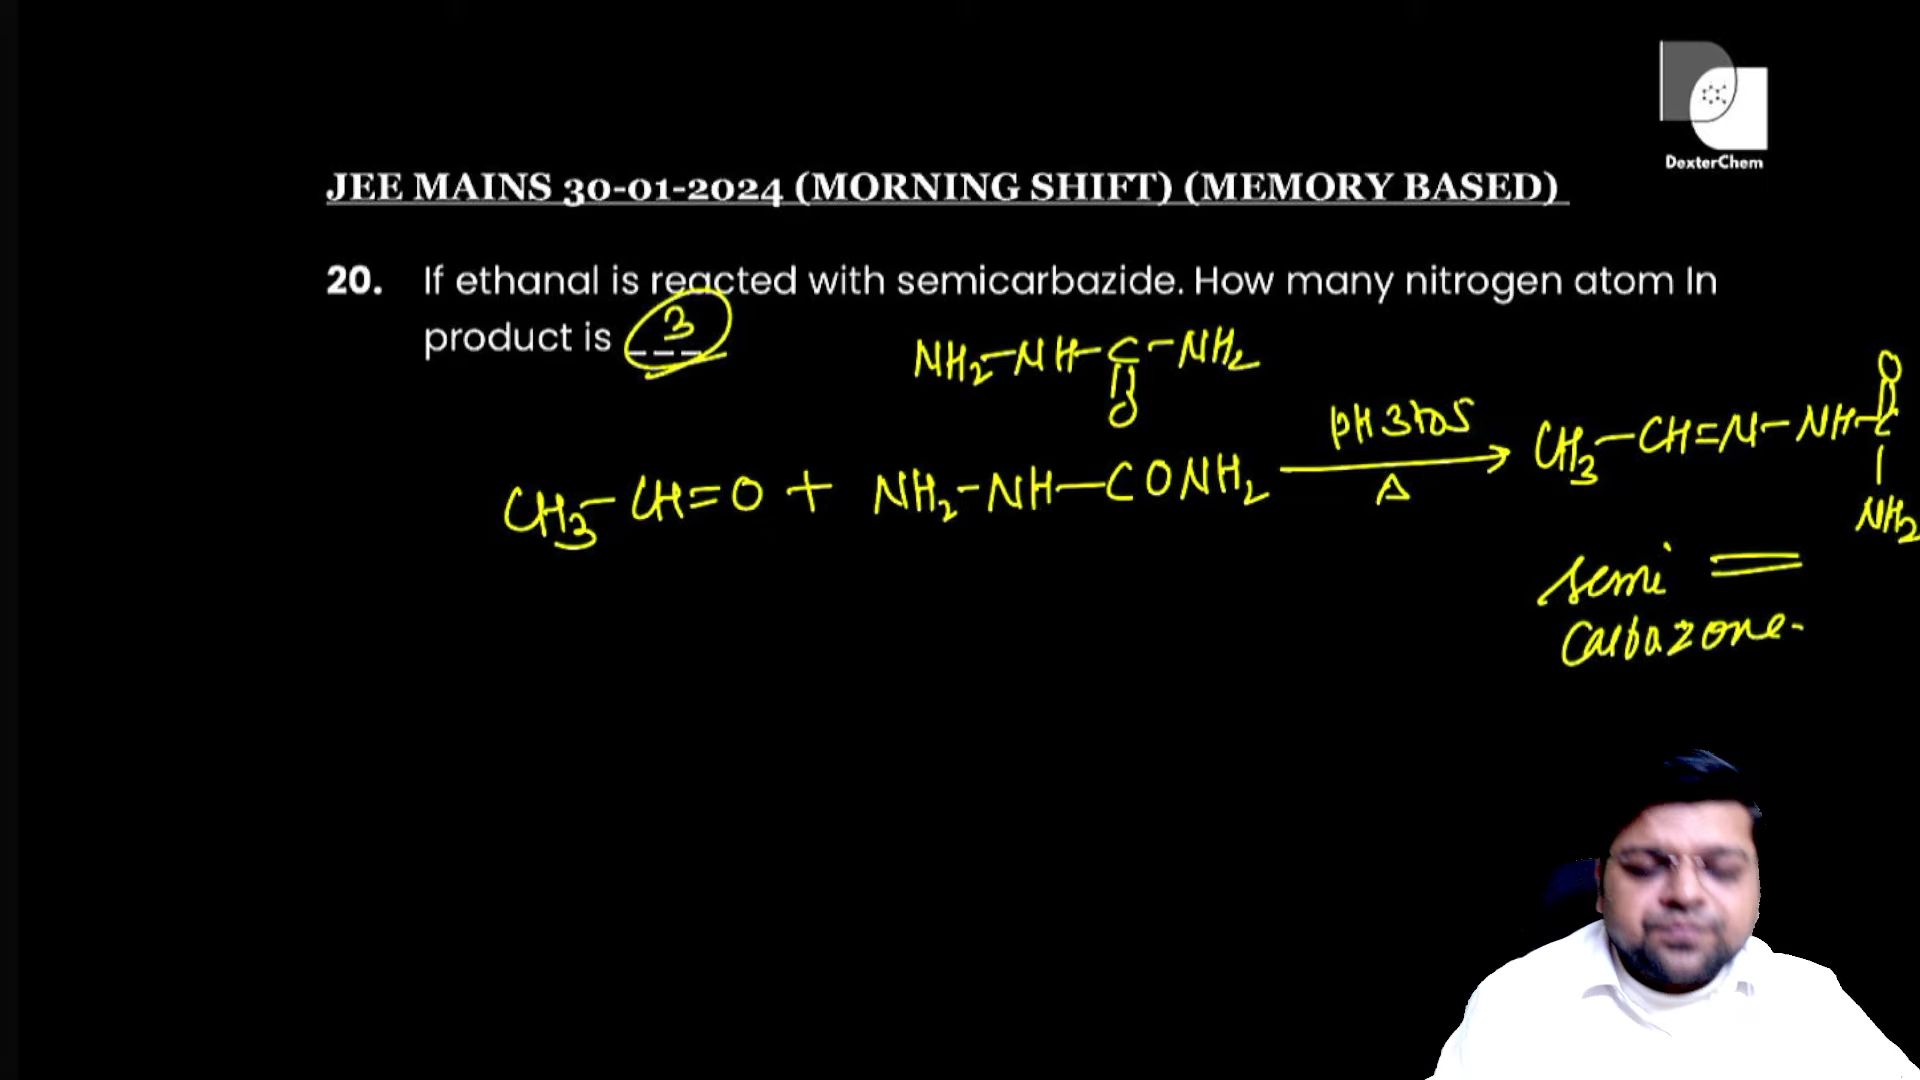 DexterChem
JEE MAINS 30-01-2024 (MORNING SHIFT) (MEMORY BASED)
20. If ethanal is reacted with semicarbazide. How many nitrogen atom In
product is ___ 3
NH2-NH-C-NH2
O
CH3-CH=O + NH2-NH-CONH2
pH 3 to 5
Δ
O
CH3-CH=N-NH-C
NH2
Semi
Carbazone.